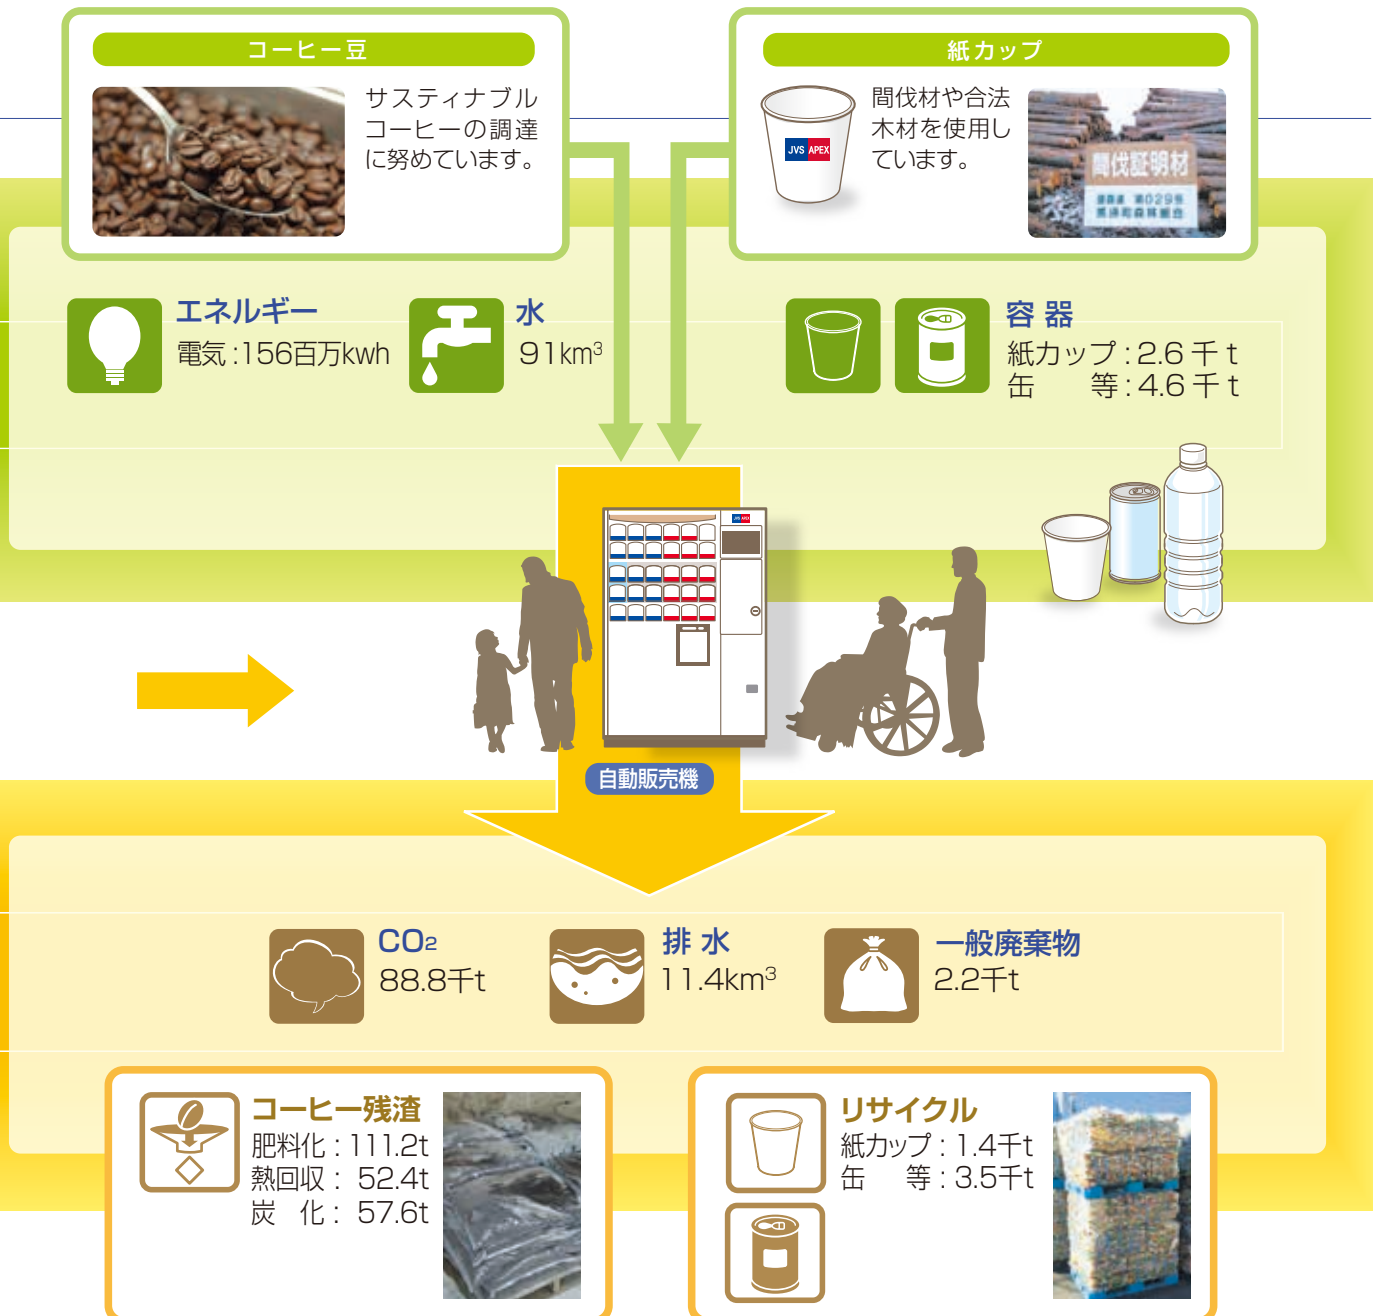 コーヒー豆
サスティナブル
コーヒーの調達
に努めています。
紙カップ
JVS APEX
間伐材や合法
木材を使用し
ています。
間伐証明材
エネルギー
電気:156百万kwh
水
91km³
容 器
紙カップ:2.6千t
缶 等:4.6千t
JVS APEX
自動販売機
CO₂
88.8千t
排 水
11.4km³
一般廃棄物
2.2千t
コーヒー残渣
肥料化:111.2t
熱回収: 52.4t
炭 化: 57.6t
リサイクル
紙カップ:1.4千t
缶 等:3.5千t